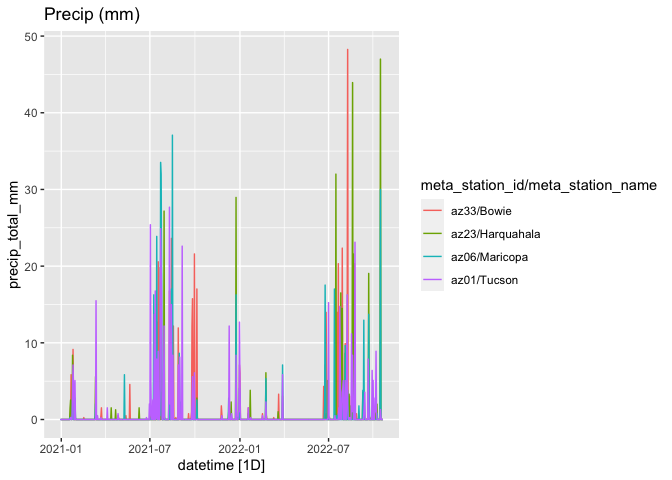 Precip (mm)
50
40
30
20
10
0
precip_total_mm
2021-01
2021-07
2022-01
2022-07
datetime [1D]
meta_station_id/meta_station_name
az33/Bowie
az23/Harquahala
az06/Maricopa
az01/Tucson